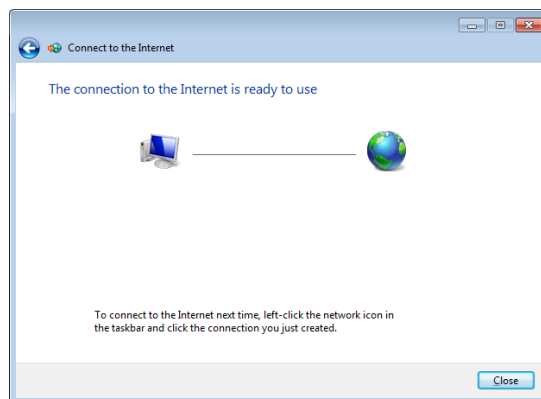 Connect to the Internet
The connection to the Internet is ready to use
To connect to the Internet next time, left-click the network icon in
the taskbar and click the connection you just created.
Close